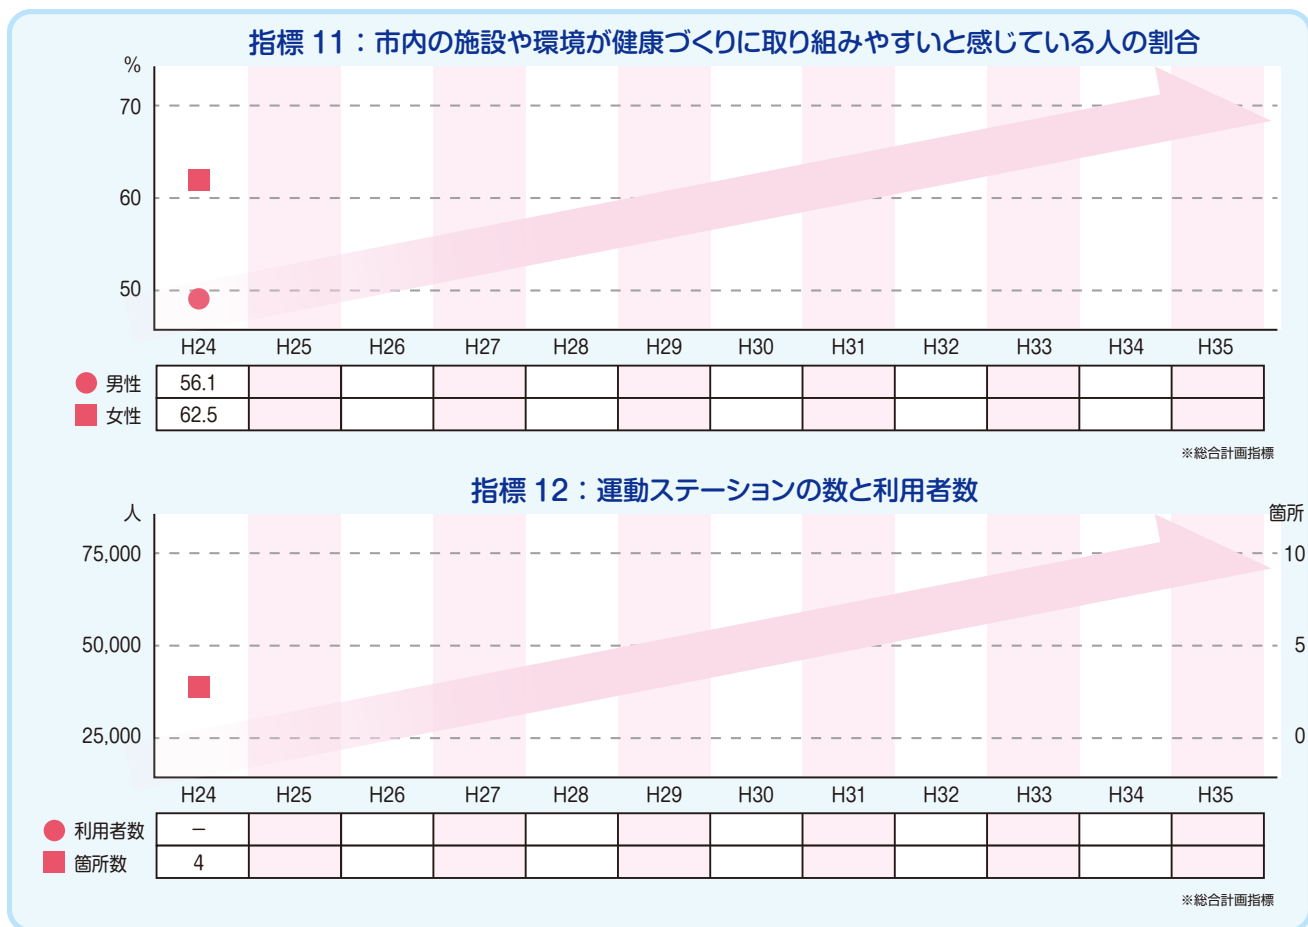 指標 11：市内の施設や環境が健康づくりに取り組みやすいと感じている人の割合
%
70
60
50
H24 H25 H26 H27 H28 H29 H30 H31 H32 H33 H34 H35
男性 56.1
女性 62.5
※総合計画指標
指標 12：運動ステーションの数と利用者数
人 箇所
75,000 10
50,000 5
25,000 0
H24 H25 H26 H27 H28 H29 H30 H31 H32 H33 H34 H35
利用者数 −
箇所数 4
※総合計画指標